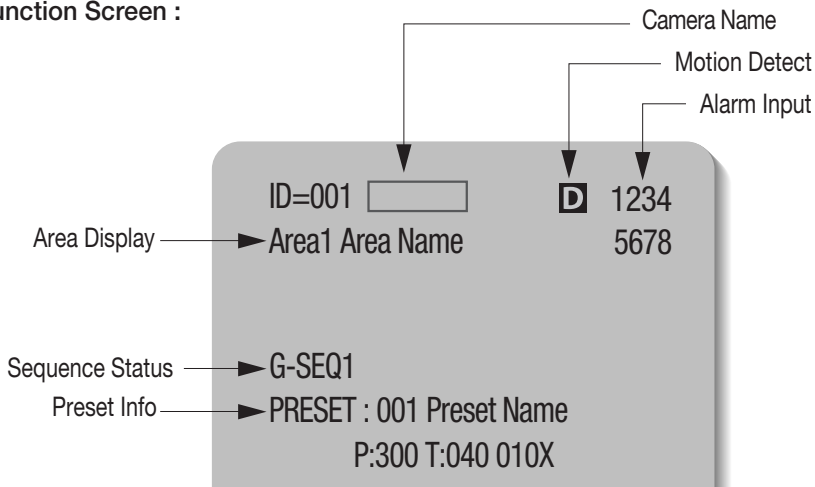 unction Screen :
Camera Name
Motion Detect
Alarm Input
ID=001 D 1234
Area Display Area1 Area Name 5678
Sequence Status G-SEQ1
Preset Info PRESET : 001 Preset Name
P:300 T:040 010X